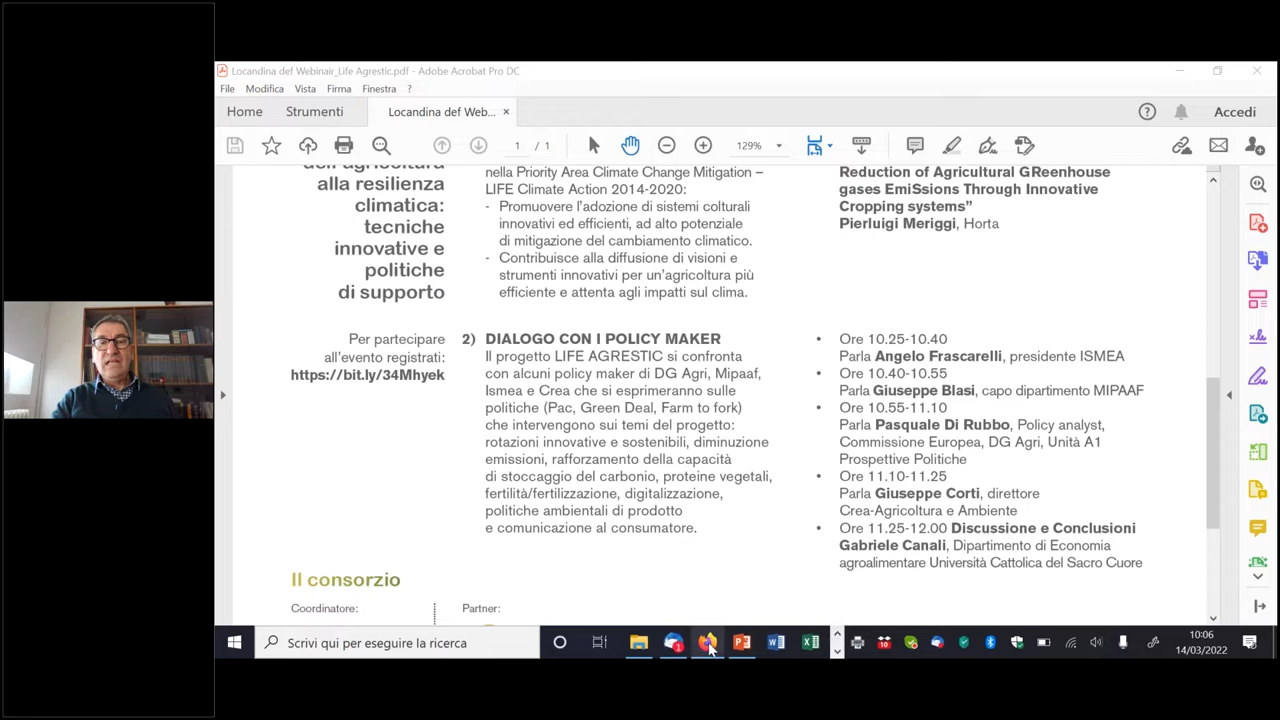 Locandina def Webinair_Life Agrestic.pdf - Adobe Acrobat Pro DC
File Modifica Vista Firma Finestra ?
Home Strumenti Locandina def Web... × Accedi
1 / 1 129%
dell'agricoltura
alla resilienza
climatica:
tecniche
innovative e
politiche
di supporto
Per partecipare
all'evento registrati:
https://bit.ly/34Mhyek
nella Priority Area Climate Change Mitigation –
LIFE Climate Action 2014-2020:
- Promuovere l'adozione di sistemi colturali
innovativi ed efficienti, ad alto potenziale
di mitigazione del cambiamento climatico.
- Contribuisce alla diffusione di visioni e
strumenti innovativi per un'agricoltura più
efficiente e attenta agli impatti sul clima.
Reduction of Agricultural GReenhouse
gases EmiSsions Through Innovative
Cropping systems”
Pierluigi Meriggi, Horta
2) DIALOGO CON I POLICY MAKER
Il progetto LIFE AGRESTIC si confronta
con alcuni policy maker di DG Agri, Mipaaf,
Ismea e Crea che si esprimeranno sulle
politiche (Pac, Green Deal, Farm to fork)
che intervengono sui temi del progetto:
rotazioni innovative e sostenibili, diminuzione
emissioni, rafforzamento della capacità
di stoccaggio del carbonio, proteine vegetali,
fertilità/fertilizzazione, digitalizzazione,
politiche ambientali di prodotto
e comunicazione al consumatore.
• Ore 10.25-10.40
Parla Angelo Frascarelli, presidente ISMEA
• Ore 10.40-10.55
Parla Giuseppe Blasi, capo dipartimento MIPAAF
• Ore 10.55-11.10
Parla Pasquale Di Rubbo, Policy analyst,
Commissione Europea, DG Agri, Unità A1
Prospettive Politiche
• Ore 11.10-11.25
Parla Giuseppe Corti, direttore
Crea-Agricoltura e Ambiente
• Ore 11.25-12.00 Discussione e Conclusioni
Gabriele Canali, Dipartimento di Economia
agroalimentare Università Cattolica del Sacro Cuore
Il consorzio
Coordinatore: Partner:
Scrivi qui per eseguire la ricerca
10:06
14/03/2022